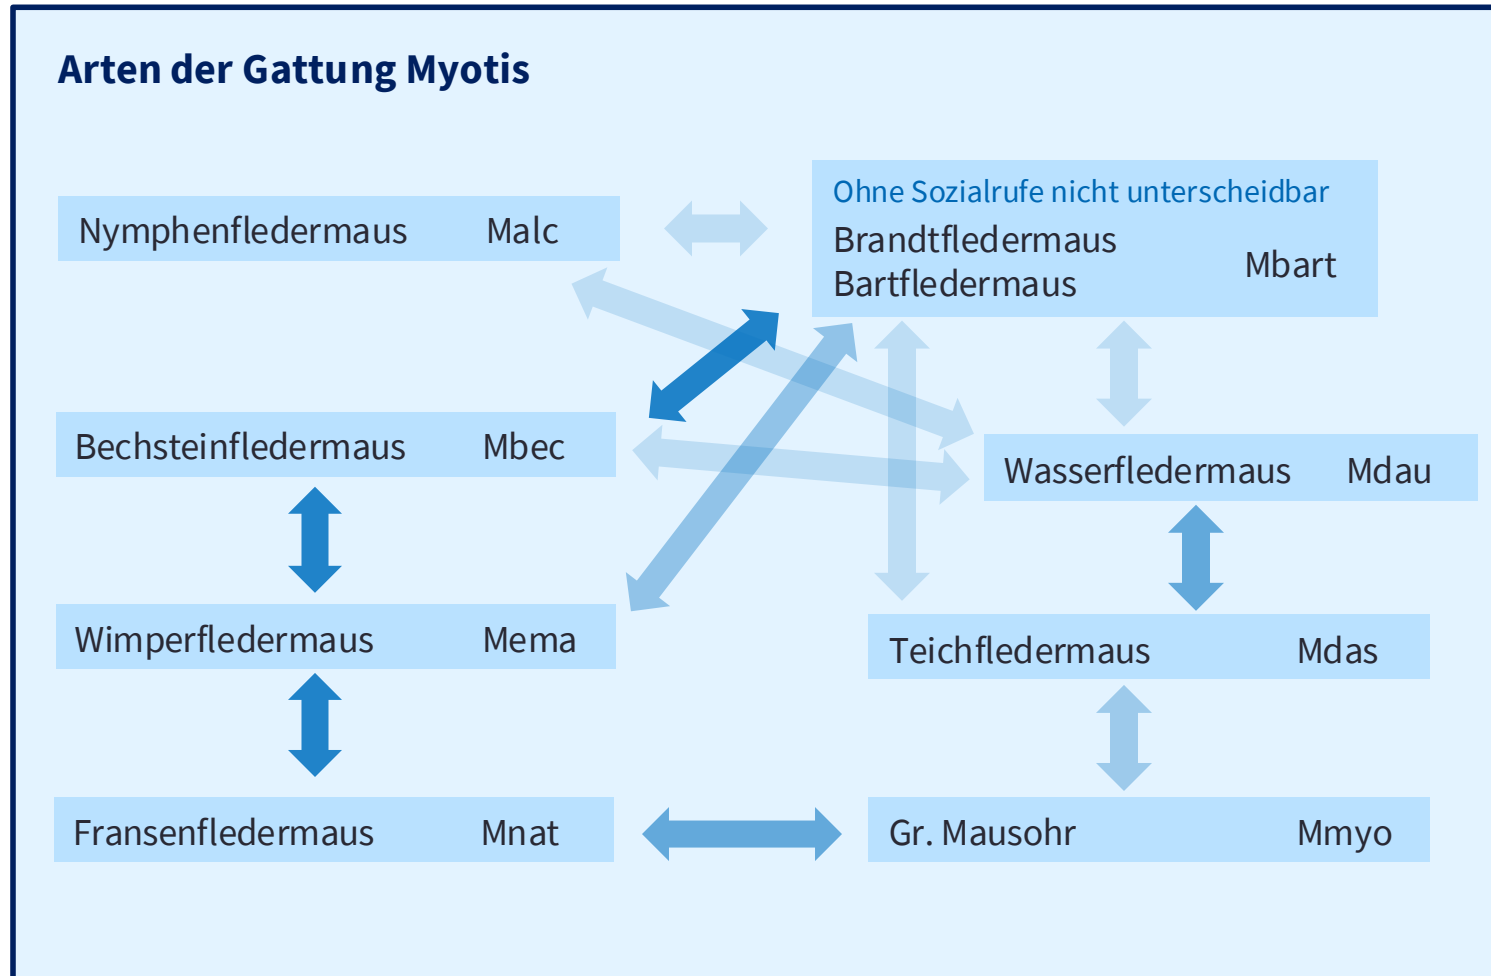 Arten der Gattung Myotis
Nymphenfledermaus Malc
Ohne Sozialrufe nicht unterscheidbar
Brandtfledermaus
Bartfledermaus
Mbart
Bechsteinfledermaus Mbec
Wasserfledermaus Mdau
Wimperfledermaus Mema
Teichfledermaus Mdas
Fransenfledermaus Mnat
Gr. Mausohr Mmyo